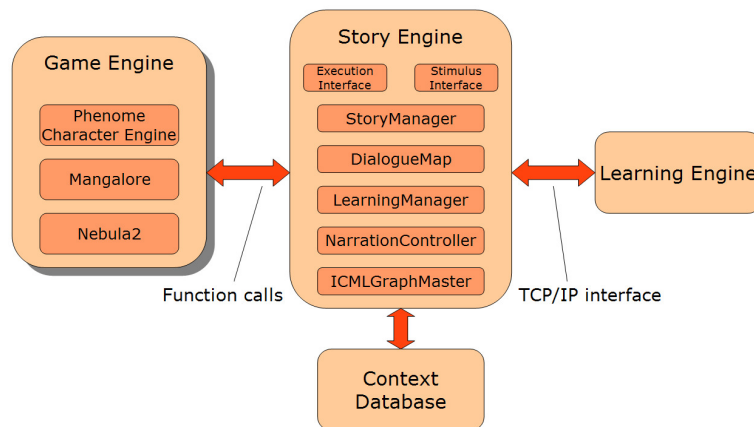 Game Engine
Phenome
Character Engine
Mangalore
Nebula2
Function calls
Story Engine
Execution
Interface
Stimulus
Interface
StoryManager
DialogueMap
LearningManager
NarrationController
ICMLGraphMaster
Learning Engine
TCP/IP interface
Context
Database